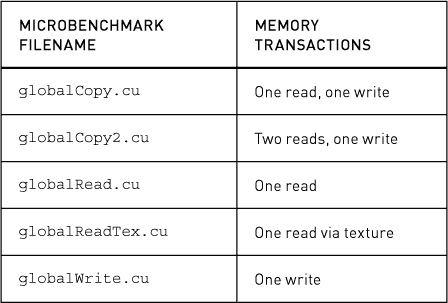 MICROBENCHMARK FILENAME
MEMORY TRANSACTIONS
globalCopy.cu
One read, one write
globalCopy2.cu
Two reads, one write
globalRead.cu
One read
globalReadTex.cu
One read via texture
globalWrite.cu
One write